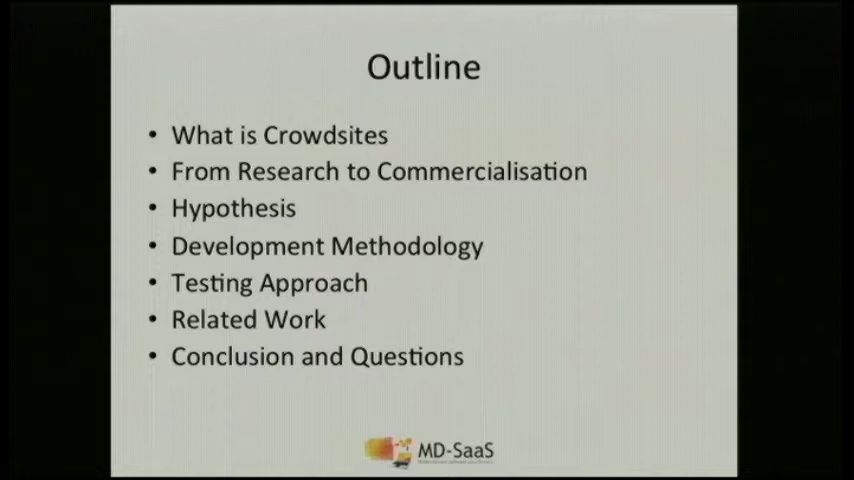 Outline
• What is Crowdsites
• From Research to Commercialisation
• Hypothesis
• Development Methodology
• Testing Approach
• Related Work
• Conclusion and Questions
MD-SaaS